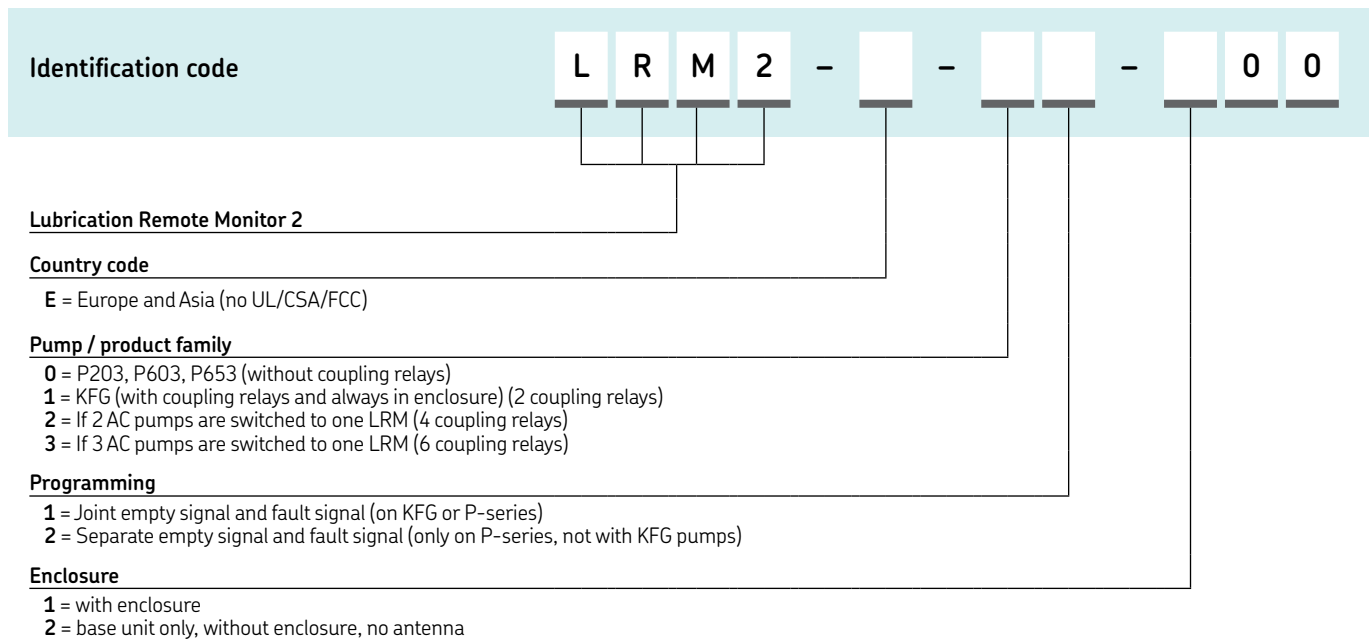 Identification code L R M 2 – – – 0 0
Lubrication Remote Monitor 2
Country code
E = Europe and Asia (no UL/CSA/FCC)
Pump / product family
0 = P203, P603, P653 (without coupling relays)
1 = KFG (with coupling relays and always in enclosure) (2 coupling relays)
2 = If 2 AC pumps are switched to one LRM (4 coupling relays)
3 = If 3 AC pumps are switched to one LRM (6 coupling relays)
Programming
1 = Joint empty signal and fault signal (on KFG or P-series)
2 = Separate empty signal and fault signal (only on P-series, not with KFG pumps)
Enclosure
1 = with enclosure
2 = base unit only, without enclosure, no antenna